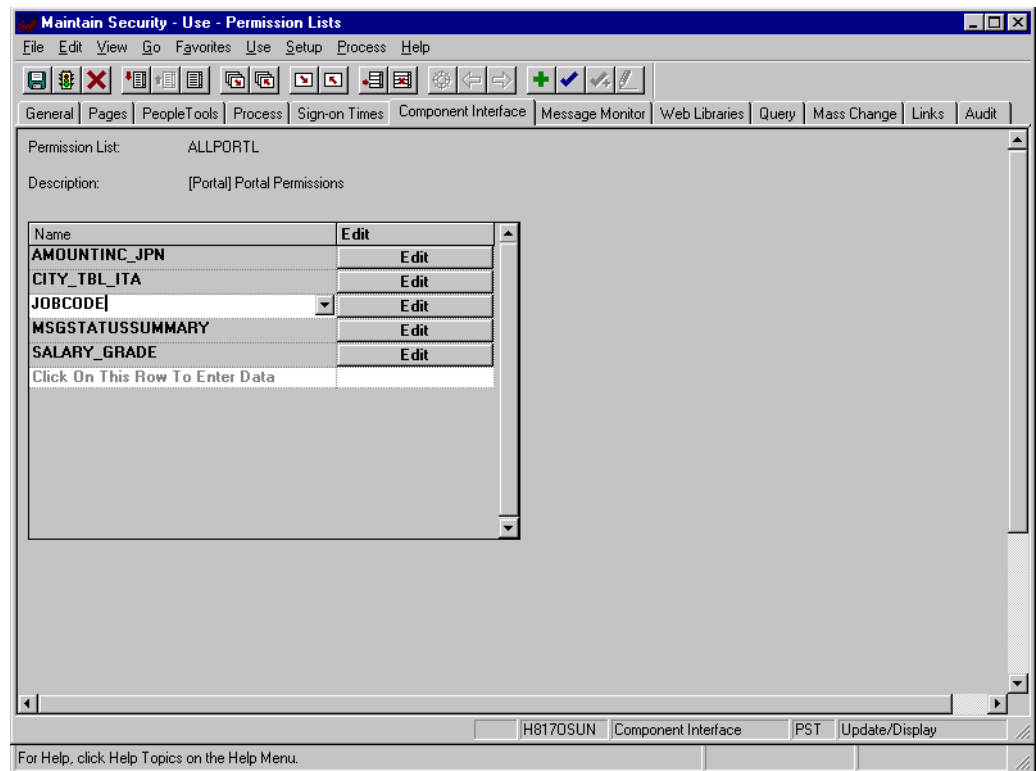 Maintain Security - Use - Permission Lists
File Edit View Go Favorites Use Setup Process Help
General Pages PeopleTools Process Sign-on Times Component Interface Message Monitor Web Libraries Query Mass Change Links Audit
Permission List: ALLPORTL
Description: [Portal] Portal Permissions
Name Edit
AMOUNTINC_JPN Edit
CITY_TBL_ITA Edit
JOBCODE Edit
MSGSTATUSSUMMARY Edit
SALARY_GRADE Edit
Click On This Row To Enter Data
H817OSUN Component Interface PST Update/Display
For Help, click Help Topics on the Help Menu.